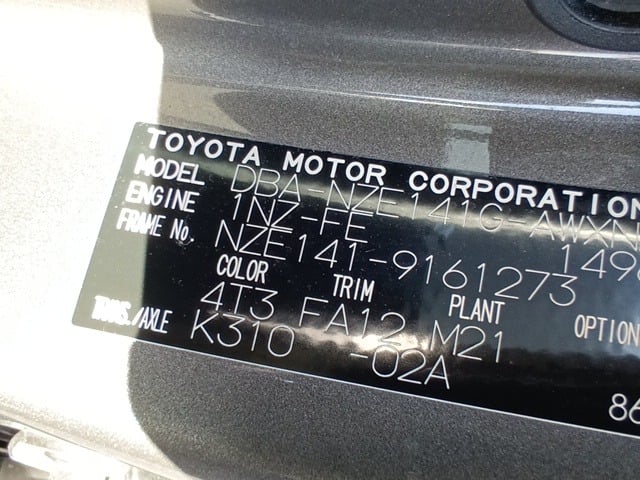 TOYOTA MOTOR CORPORATION
MODEL DBA-NZE141G-AWXN
ENGINE 1NZ-FE 149
FRAME No. NZE141-9161273
COLOR TRIM PLANT OPTION
4T3 FA12 M21
TRANS./AXLE K310 -02A
86